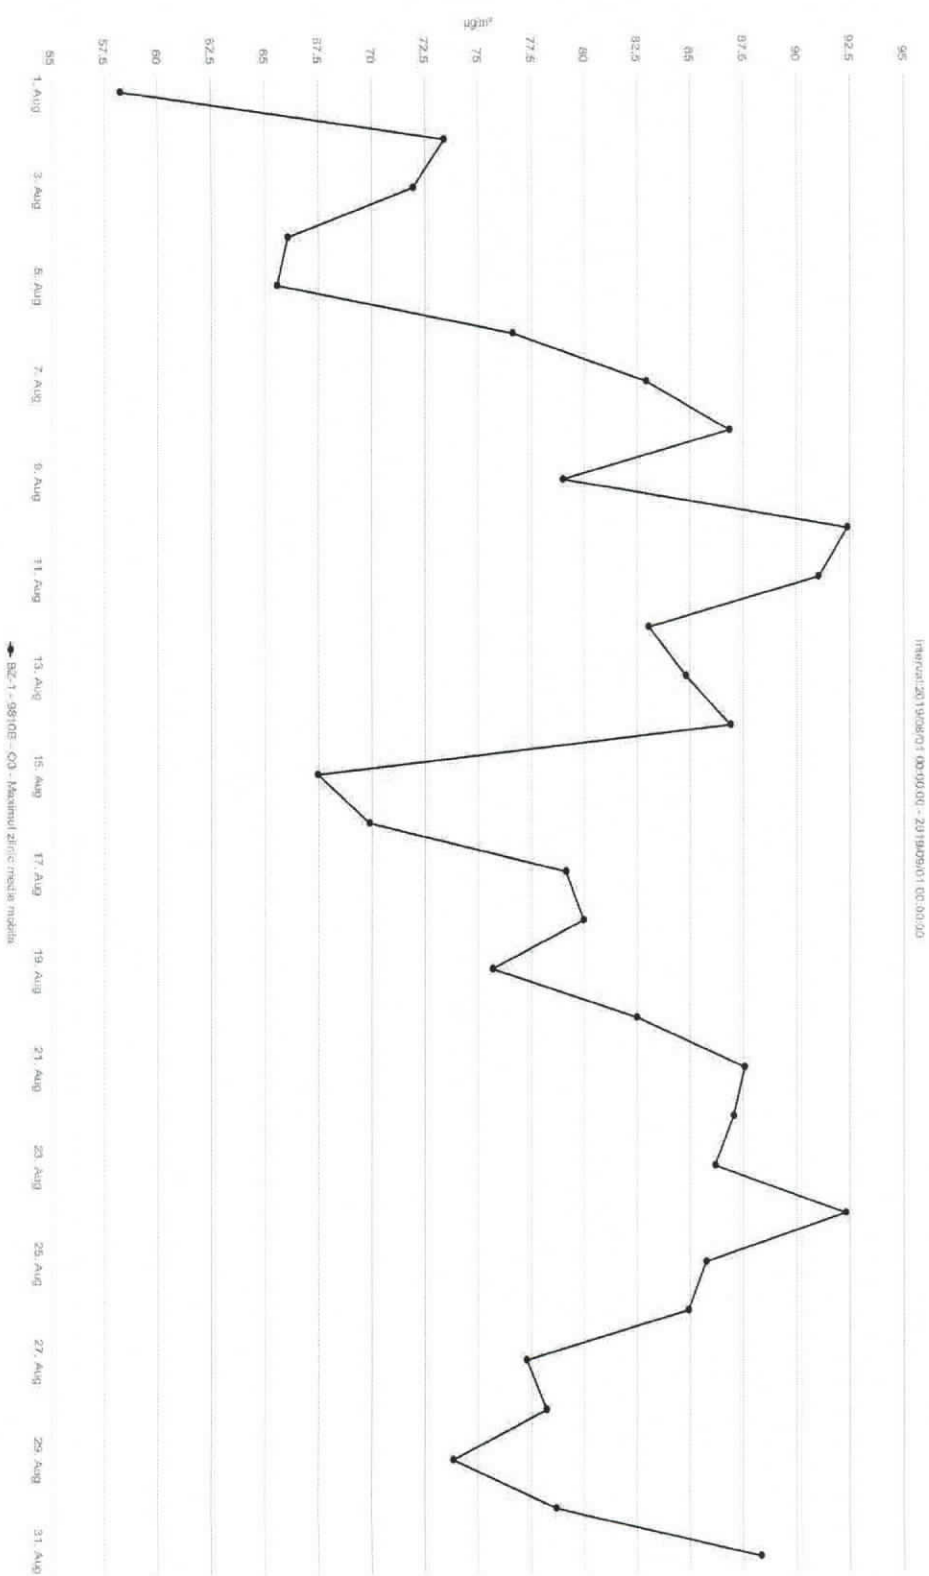 Interval:2019/08/01 00:00:00 - 2019/09/01 00:00:00
µg/m³
95
92.5
90
87.5
85
82.5
80
77.5
75
72.5
70
67.5
65
62.5
60
57.5
55
1. Aug
3. Aug
5. Aug
7. Aug
9. Aug
11. Aug
13. Aug
15. Aug
17. Aug
19. Aug
21. Aug
23. Aug
25. Aug
27. Aug
29. Aug
31. Aug
BZ-1 - 9810B - O3 - Maximul zilnic medie mobila